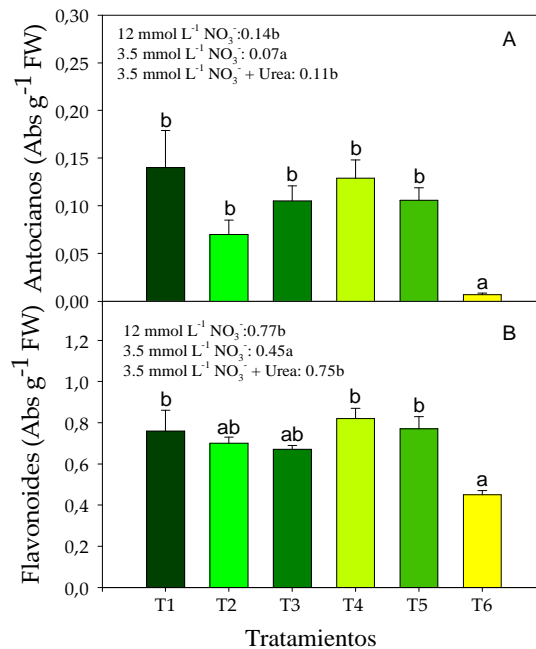 A
12 mmol L⁻¹ NO₃⁻:0.14b
3.5 mmol L⁻¹ NO₃⁻: 0.07a
3.5 mmol L⁻¹ NO₃⁻ + Urea: 0.11b
Antocianos (Abs g⁻¹ FW)
0,30
0,25
0,20
0,15
0,10
0,05
0,00
b
b
b
b
b
a
B
12 mmol L⁻¹ NO₃⁻:0.77b
3.5 mmol L⁻¹ NO₃⁻: 0.45a
3.5 mmol L⁻¹ NO₃⁻ + Urea: 0.75b
Flavonoides (Abs g⁻¹ FW)
1,2
1,0
0,8
0,6
0,4
0,2
0,0
b
ab
ab
b
b
a
T1 T2 T3 T4 T5 T6
Tratamientos